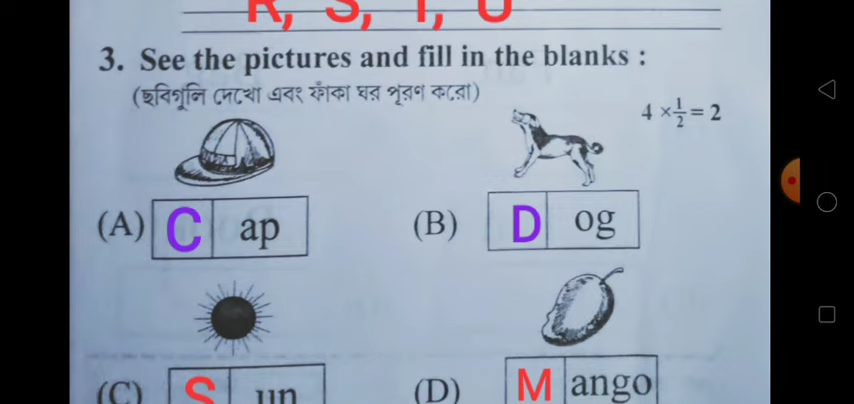 R, S, T, U
3. See the pictures and fill in the blanks :
(ছবিগুলি দেখো এবং ফাঁকা ঘর পূরণ করো)
4 × 1/2 = 2
(A) C ap (B) D og
(C) S un (D) M ango